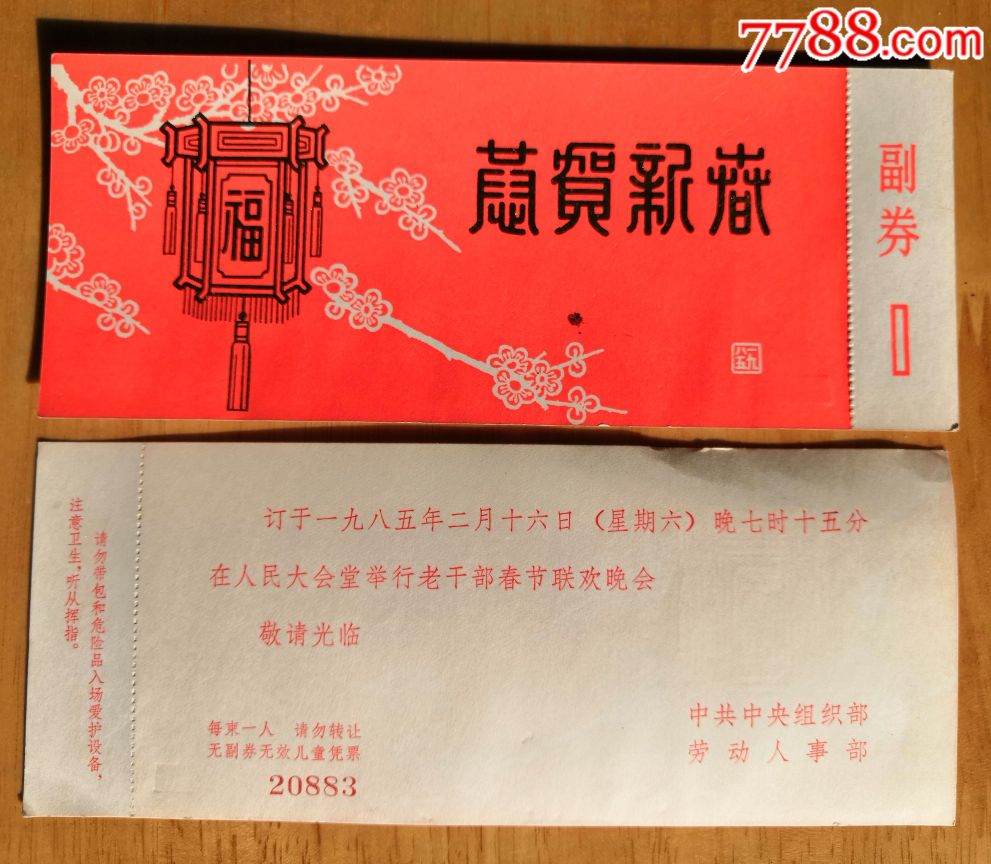 7788.com
恭賀新春
福
副券
一九八五
订于一九八五年二月十六日（星期六）晚七时十五分
在人民大会堂举行老干部春节联欢晚会
敬请光临
中共中央组织部
劳动人事部
每柬一人 请勿转让
无副券无效儿童凭票
20883
请勿带包和危险品入场爱护设备，
注意卫生，听从挥指。